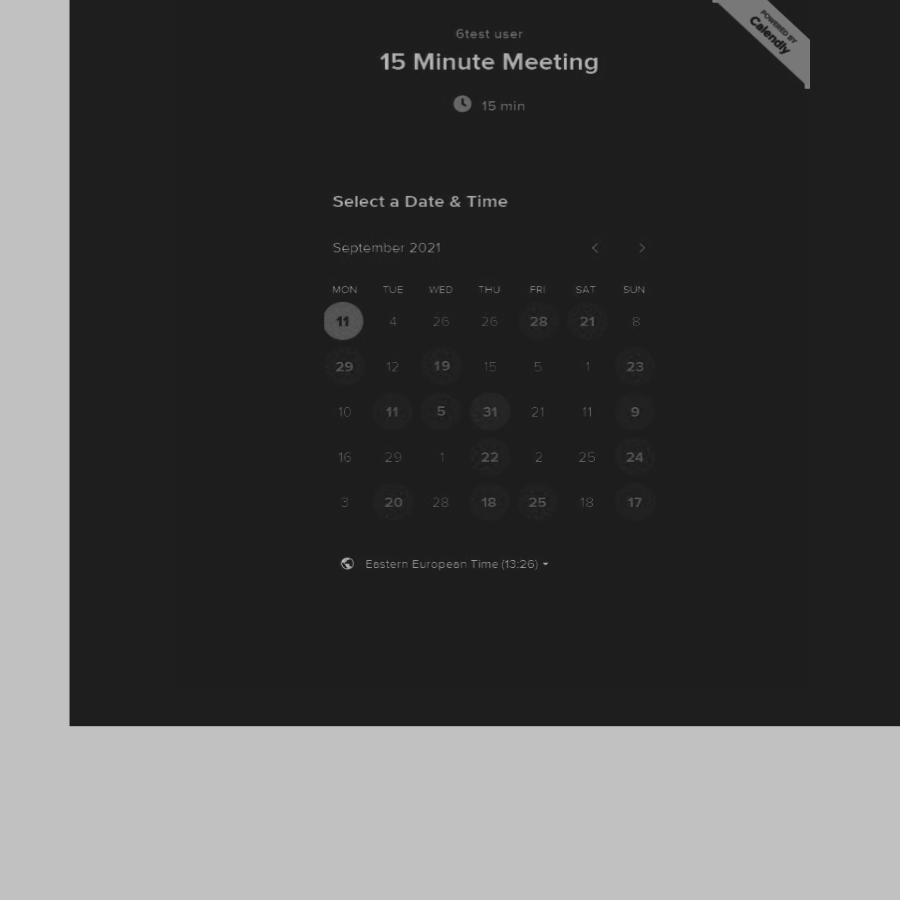 POWERED BY
Calendly
6test user
15 Minute Meeting
15 min
Select a Date & Time
September 2021
MON TUE WED THU FRI SAT SUN
11 4 26 26 28 21 8
29 12 19 15 5 1 23
10 11 5 31 21 11 9
16 29 1 22 2 25 24
3 20 28 18 25 18 17
Eastern European Time (13:26)